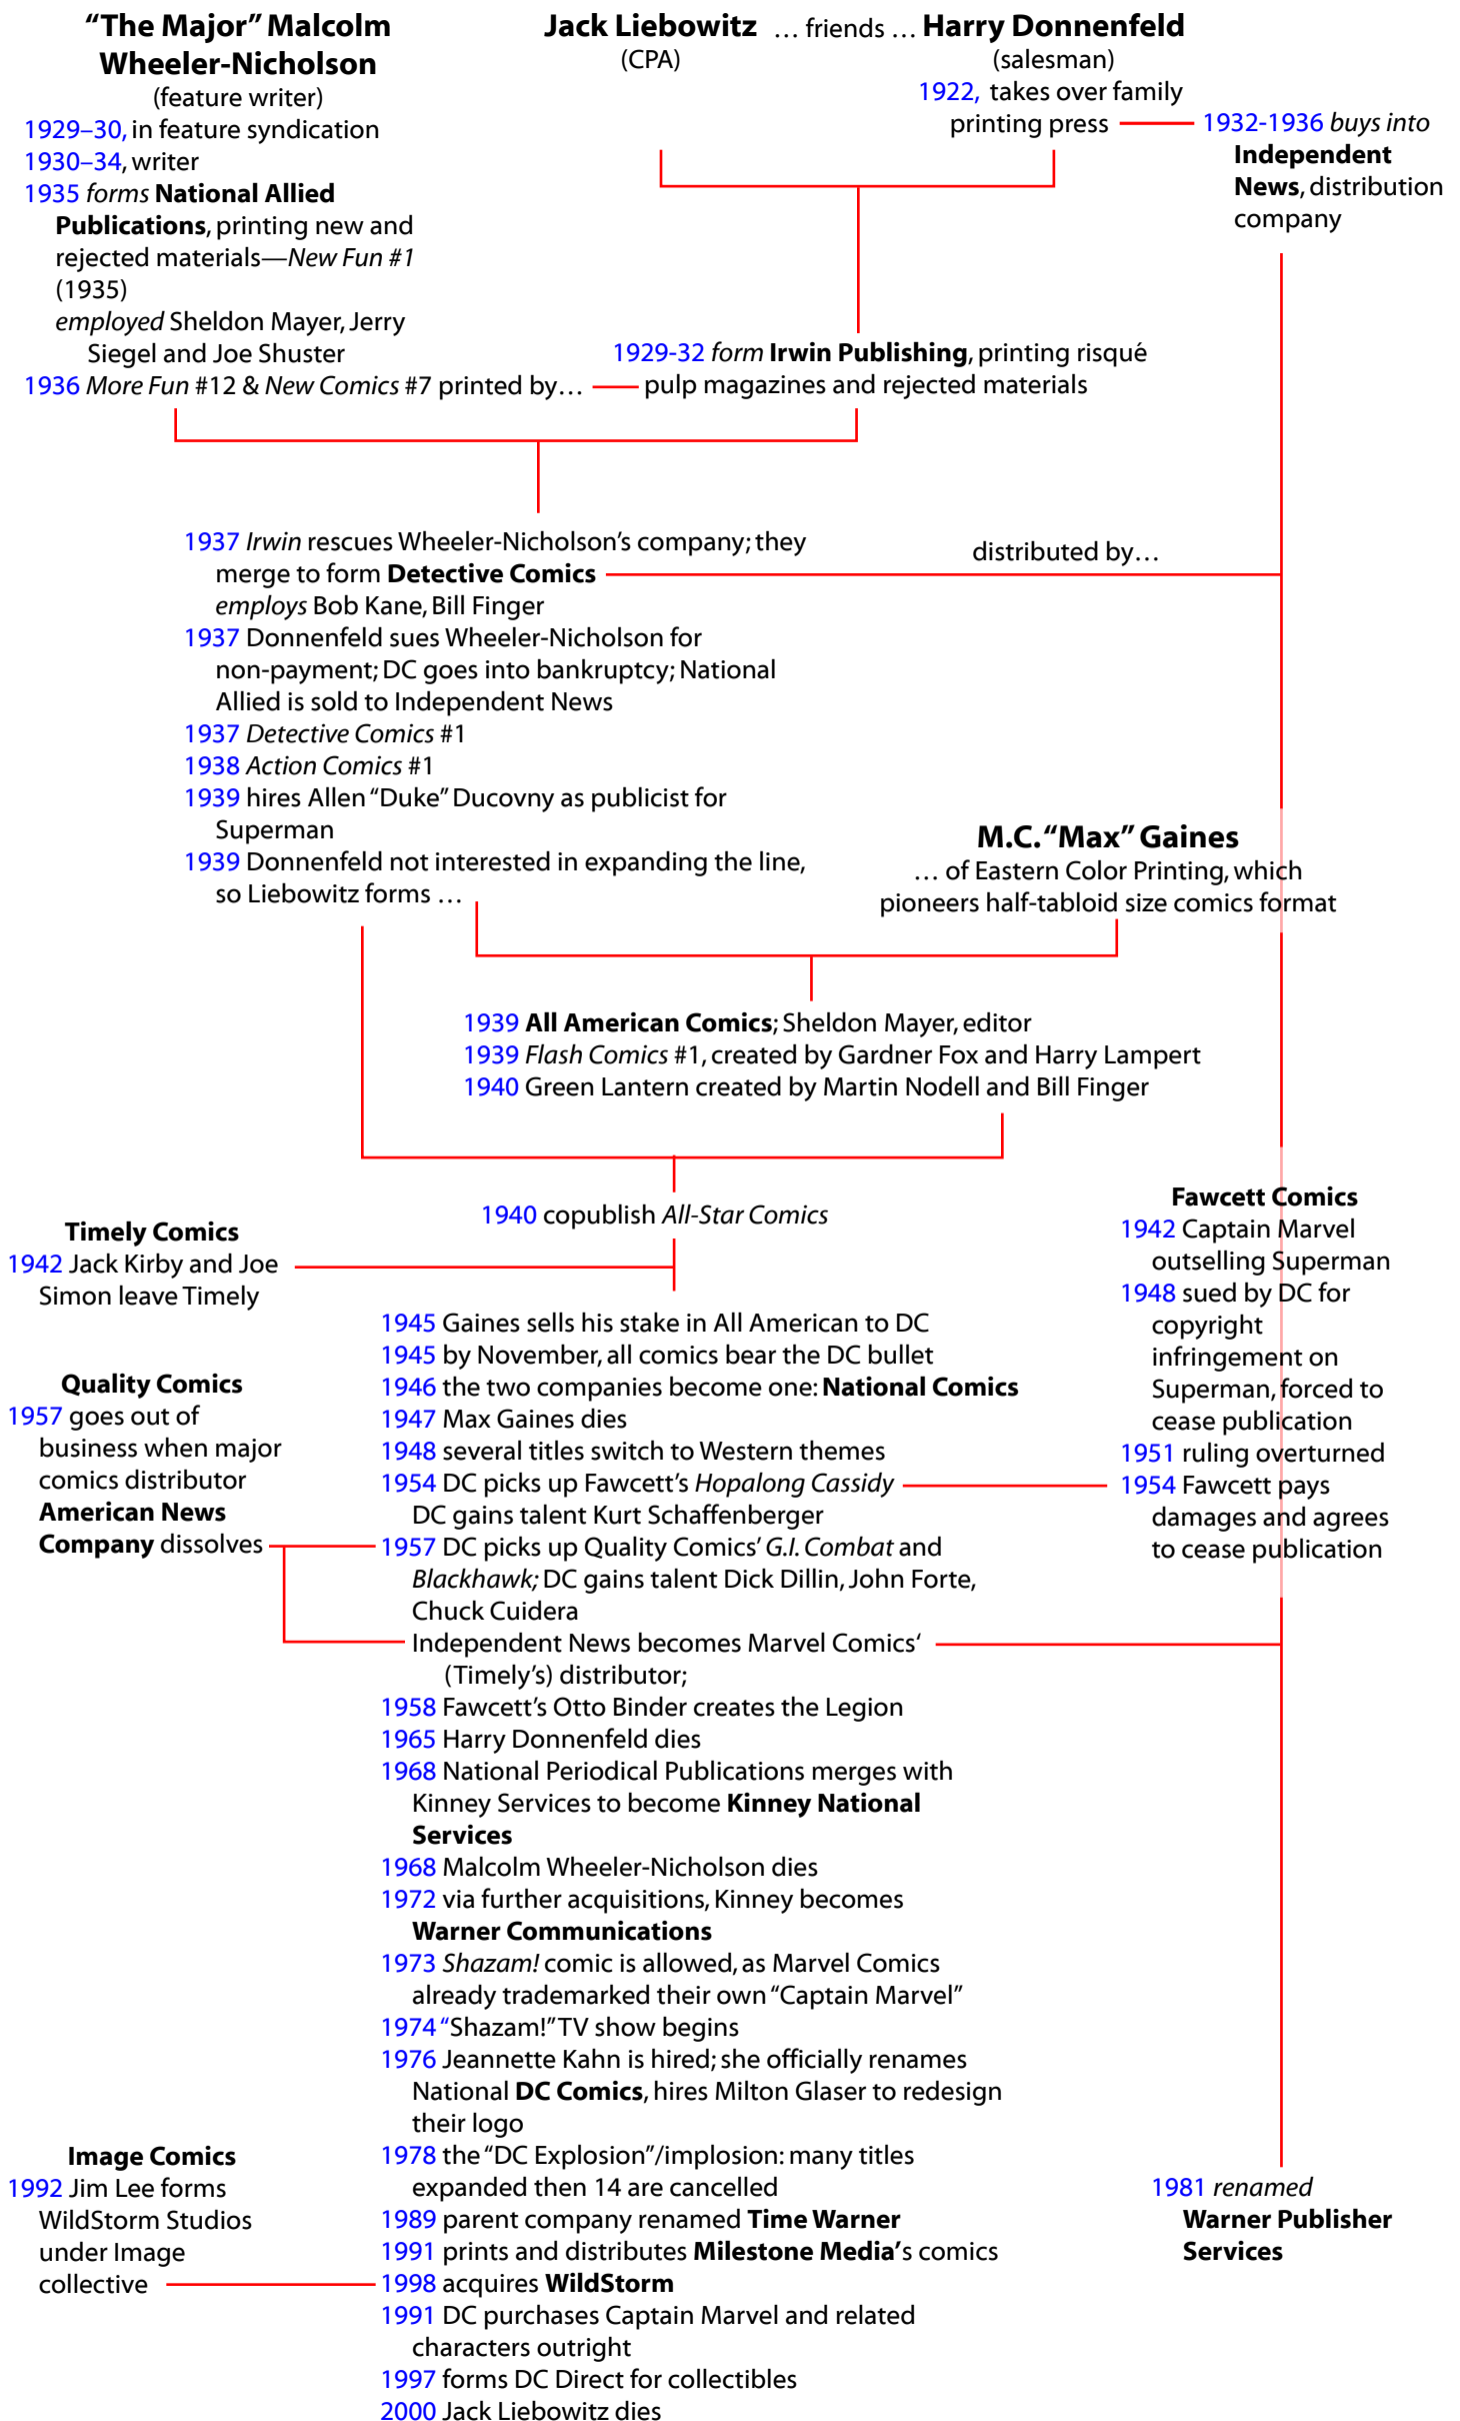 “The Major” Malcolm
Wheeler-Nicholson
(feature writer)
1929–30, in feature syndication
1930–34, writer
1935 forms National Allied
Publications, printing new and
rejected materials—New Fun #1
(1935)
employed Sheldon Mayer, Jerry
Siegel and Joe Shuster
1936 More Fun #12 & New Comics #7 printed by…
Jack Liebowitz … friends … Harry Donnenfeld
(CPA)
(salesman)
1922, takes over family
printing press
1932-1936 buys into
Independent
News, distribution
company
1929-32 form Irwin Publishing, printing risqué
pulp magazines and rejected materials
1937 Irwin rescues Wheeler-Nicholson’s company; they
merge to form Detective Comics
employs Bob Kane, Bill Finger
distributed by…
1937 Donnenfeld sues Wheeler-Nicholson for
non-payment; DC goes into bankruptcy; National
Allied is sold to Independent News
1937 Detective Comics #1
1938 Action Comics #1
1939 hires Allen “Duke” Ducovny as publicist for
Superman
1939 Donnenfeld not interested in expanding the line,
so Liebowitz forms …
M.C. “Max” Gaines
… of Eastern Color Printing, which
pioneers half-tabloid size comics format
1939 All American Comics; Sheldon Mayer, editor
1939 Flash Comics #1, created by Gardner Fox and Harry Lampert
1940 Green Lantern created by Martin Nodell and Bill Finger
1940 copublish All-Star Comics
Timely Comics
1942 Jack Kirby and Joe
Simon leave Timely
Fawcett Comics
1942 Captain Marvel
outselling Superman
1948 sued by DC for
copyright
infringement on
Superman, forced to
cease publication
1951 ruling overturned
1954 Fawcett pays
damages and agrees
to cease publication
Quality Comics
1957 goes out of
business when major
comics distributor
American News
Company dissolves
1945 Gaines sells his stake in All American to DC
1945 by November, all comics bear the DC bullet
1946 the two companies become one: National Comics
1947 Max Gaines dies
1948 several titles switch to Western themes
1954 DC picks up Fawcett’s Hopalong Cassidy
DC gains talent Kurt Schaffenberger
1957 DC picks up Quality Comics’ G.I. Combat and
Blackhawk; DC gains talent Dick Dillin, John Forte,
Chuck Cuidera
Independent News becomes Marvel Comics‘
(Timely’s) distributor;
1958 Fawcett’s Otto Binder creates the Legion
1965 Harry Donnenfeld dies
1968 National Periodical Publications merges with
Kinney Services to become Kinney National
Services
1968 Malcolm Wheeler-Nicholson dies
1972 via further acquisitions, Kinney becomes
Warner Communications
1973 Shazam! comic is allowed, as Marvel Comics
already trademarked their own “Captain Marvel”
1974 “Shazam!” TV show begins
1976 Jeannette Kahn is hired; she officially renames
National DC Comics, hires Milton Glaser to redesign
their logo
1978 the “DC Explosion”/implosion: many titles
expanded then 14 are cancelled
1989 parent company renamed Time Warner
1991 prints and distributes Milestone Media’s comics
1998 acquires WildStorm
1991 DC purchases Captain Marvel and related
characters outright
1997 forms DC Direct for collectibles
2000 Jack Liebowitz dies
Image Comics
1992 Jim Lee forms
WildStorm Studios
under Image
collective
1981 renamed
Warner Publisher
Services